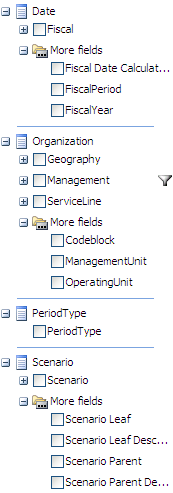 Date
Fiscal
More fields
Fiscal Date Calculat...
FiscalPeriod
FiscalYear
Organization
Geography
Management
ServiceLine
More fields
Codeblock
ManagementUnit
OperatingUnit
PeriodType
PeriodType
Scenario
Scenario
More fields
Scenario Leaf
Scenario Leaf Desc...
Scenario Parent
Scenario Parent De...